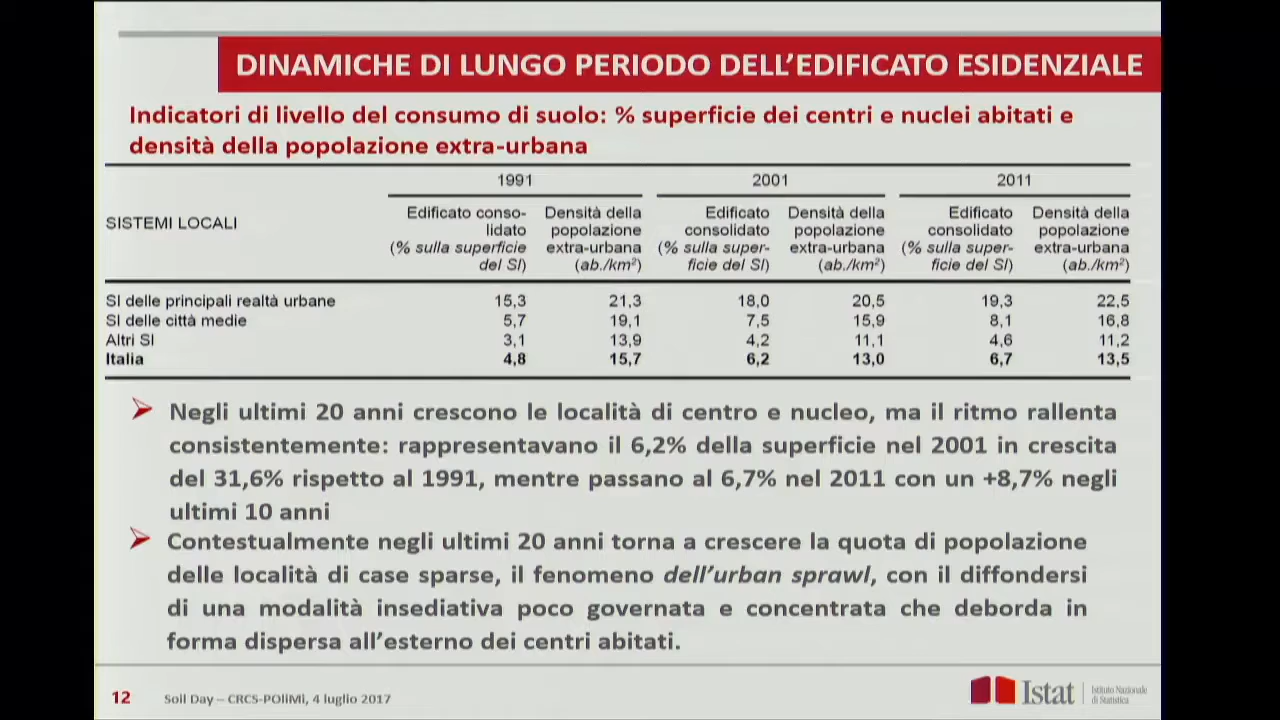 DINAMICHE DI LUNGO PERIODO DELL'EDIFICATO ESIDENZIALE
Indicatori di livello del consumo di suolo: % superficie dei centri e nuclei abitati e
densità della popolazione extra-urbana
1991 2001 2011
SISTEMI LOCALI
Edificato conso- Densità della Edificato Densità della Edificato Densità della
lidato popolazione consolidato popolazione consolidato popolazione
(% sulla superficie extra-urbana (% sulla super- extra-urbana (% sulla super- extra-urbana
del Sl) (ab./km²) ficie del Sl) (ab./km²) ficie del Sl) (ab./km²)
Sl delle principali realtà urbane 15,3 21,3 18,0 20,5 19,3 22,5
Sl delle città medie 5,7 19,1 7,5 15,9 8,1 16,8
Altri Sl 3,1 13,9 4,2 11,1 4,6 11,2
Italia 4,8 15,7 6,2 13,0 6,7 13,5
Negli ultimi 20 anni crescono le località di centro e nucleo, ma il ritmo rallenta
consistentemente: rappresentavano il 6,2% della superficie nel 2001 in crescita
del 31,6% rispetto al 1991, mentre passano al 6,7% nel 2011 con un +8,7% negli
ultimi 10 anni
Contestualmente negli ultimi 20 anni torna a crescere la quota di popolazione
delle località di case sparse, il fenomeno dell'urban sprawl, con il diffondersi
di una modalità insediativa poco governata e concentrata che deborda in
forma dispersa all'esterno dei centri abitati.
12 Soil Day – CRCS-POliMi, 4 luglio 2017
Istat
Istituto Nazionale
di Statistica